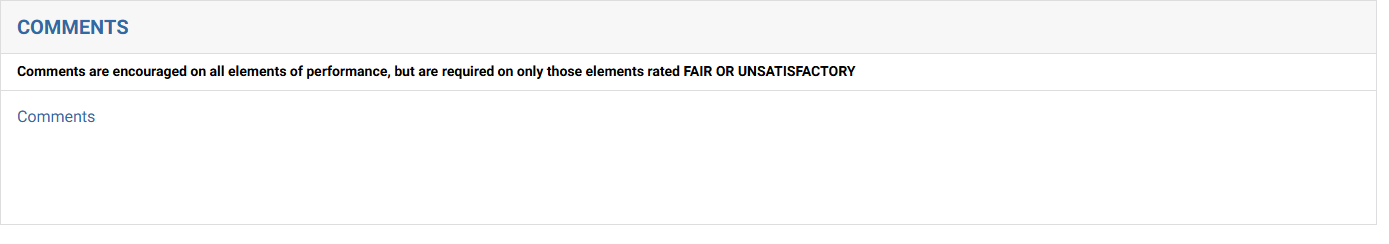 COMMENTS
Comments are encouraged on all elements of performance, but are required on only those elements rated FAIR OR UNSATISFACTORY
Comments